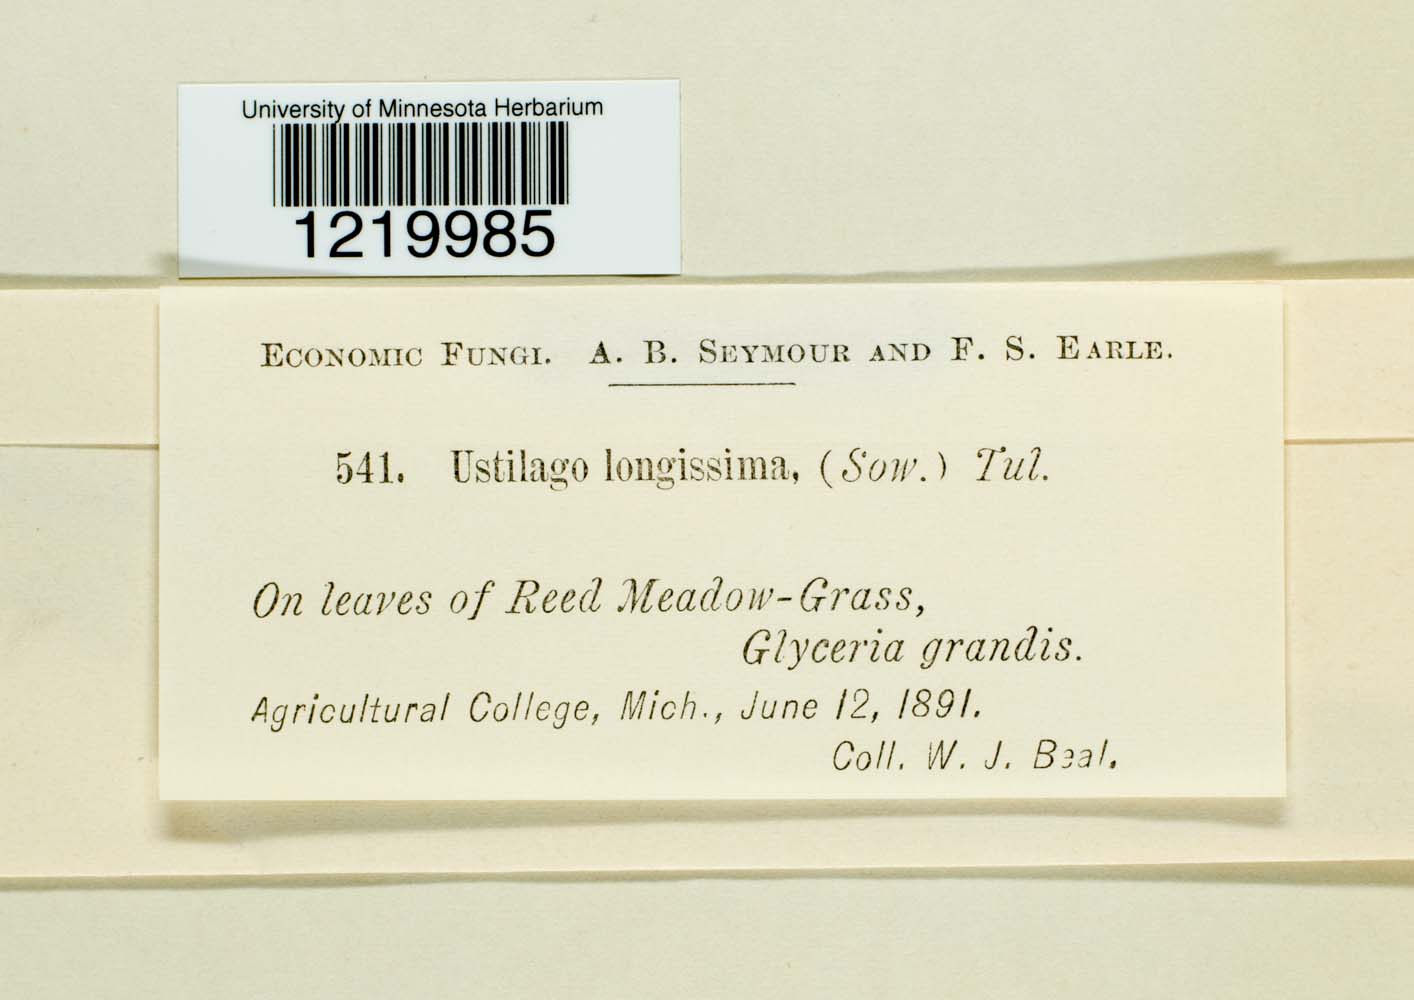 University of Minnesota Herbarium
1219985
Economic Fungi. A. B. Seymour and F. S. Earle.
541. Ustilago longissima, (Sow.) Tul.
On leaves of Reed Meadow-Grass,
Glyceria grandis.
Agricultural College, Mich., June 12, 1891.
Coll. W. J. Beal.